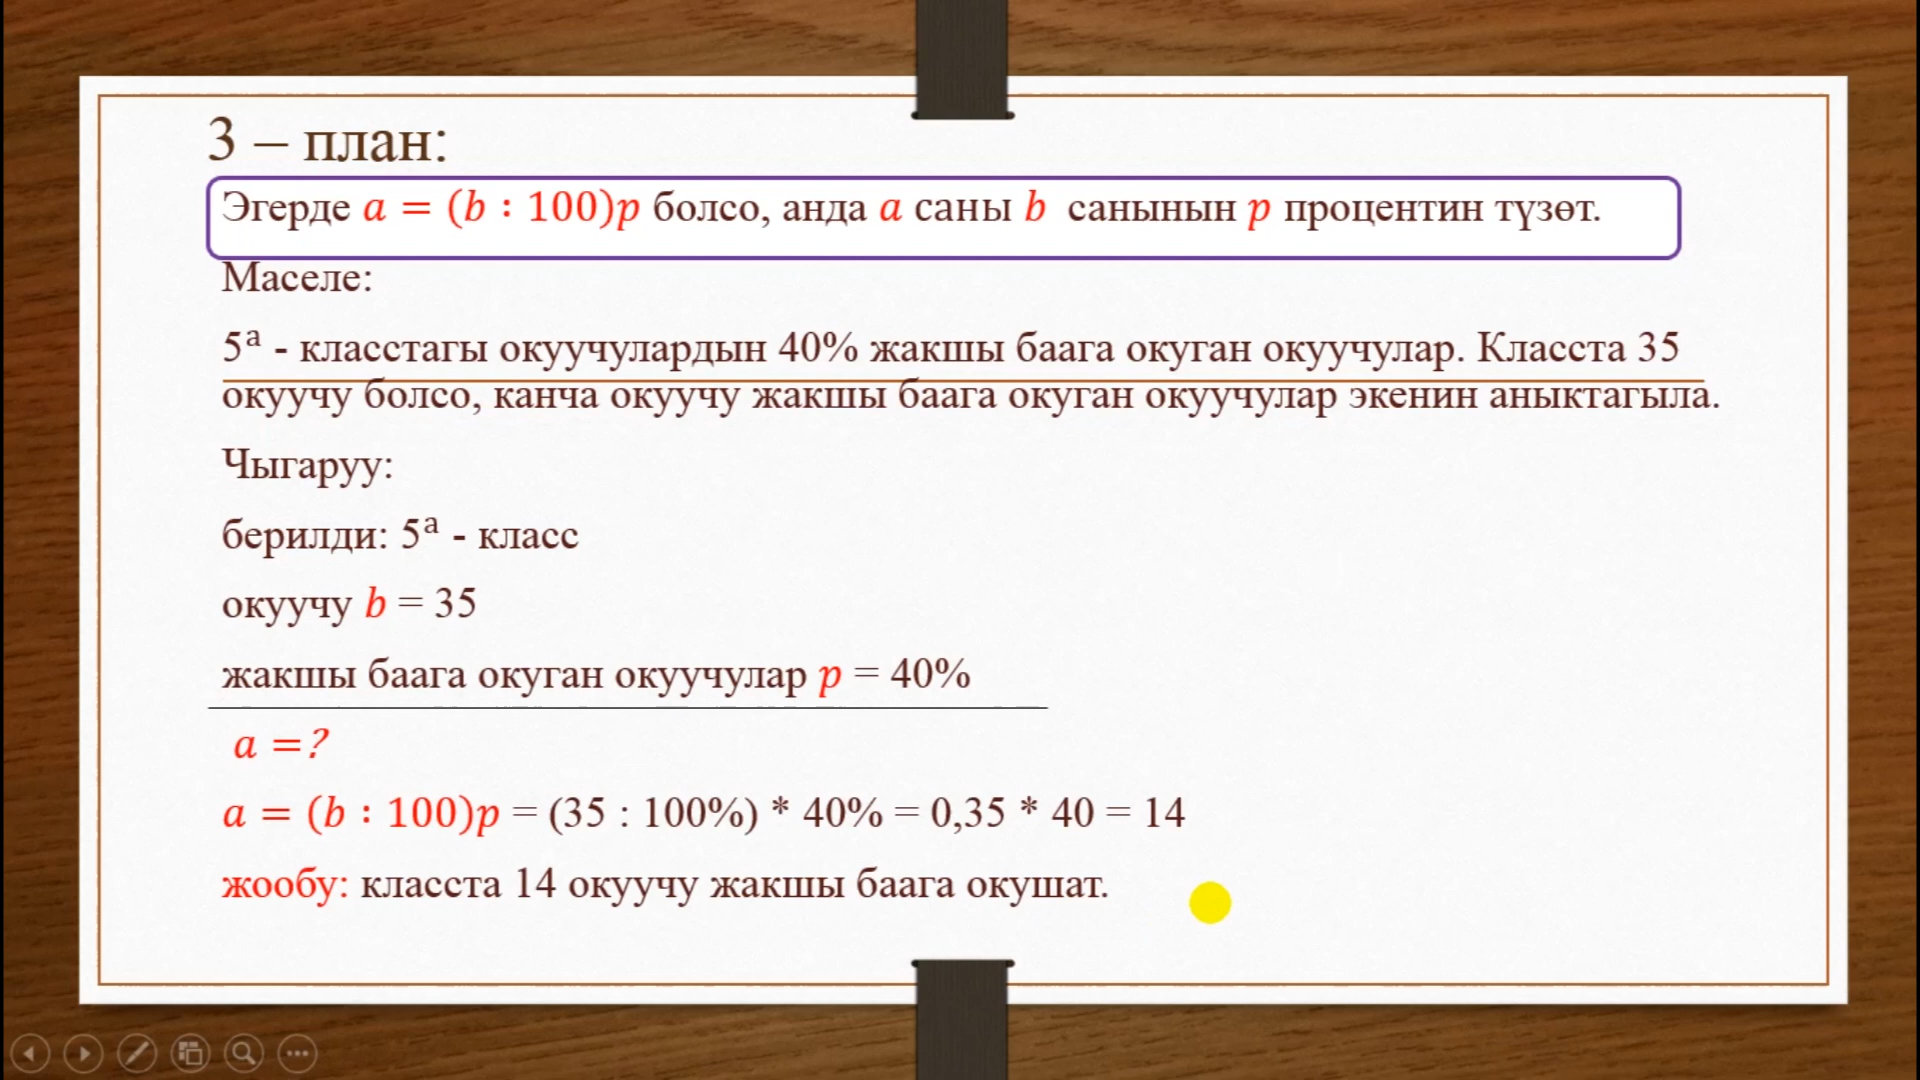 3 – план:
Эгерде a = (b : 100)p болсо, анда a саны b санынын p процентин түзөт.
Маселе:
5ᵃ - класстагы окуучулардын 40% жакшы баага окуган окуучулар. Класста 35
окуучу болсо, канча окуучу жакшы баага окуган окуучулар экенин аныктагыла.
Чыгаруу:
берилди: 5ᵃ - класс
окуучу b = 35
жакшы баага окуган окуучулар p = 40%
a =?
a = (b : 100)p = (35 : 100%) * 40% = 0,35 * 40 = 14
жообу: класста 14 окуучу жакшы баага окушат.